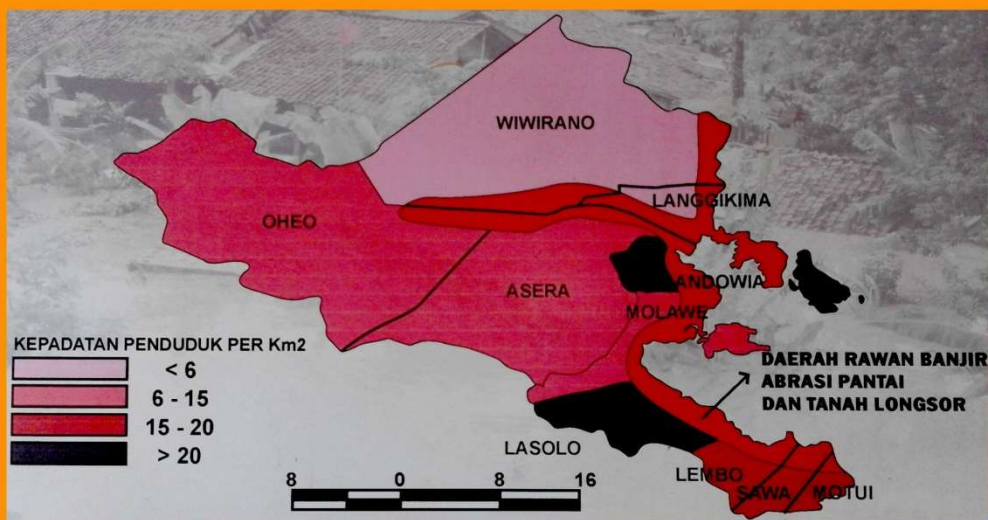 WIWIRANO
LANGGIKIMA
OHEO
ANDOWIA
ASERA
MOLAWE
KEPADATAN PENDUDUK PER Km2
< 6
6 - 15
15 - 20
> 20
DAERAH RAWAN BANJIR
ABRASI PANTAI
DAN TANAH LONGSOR
LASOLO
LEMBO
SAWA
MOTUI
8 0 8 16